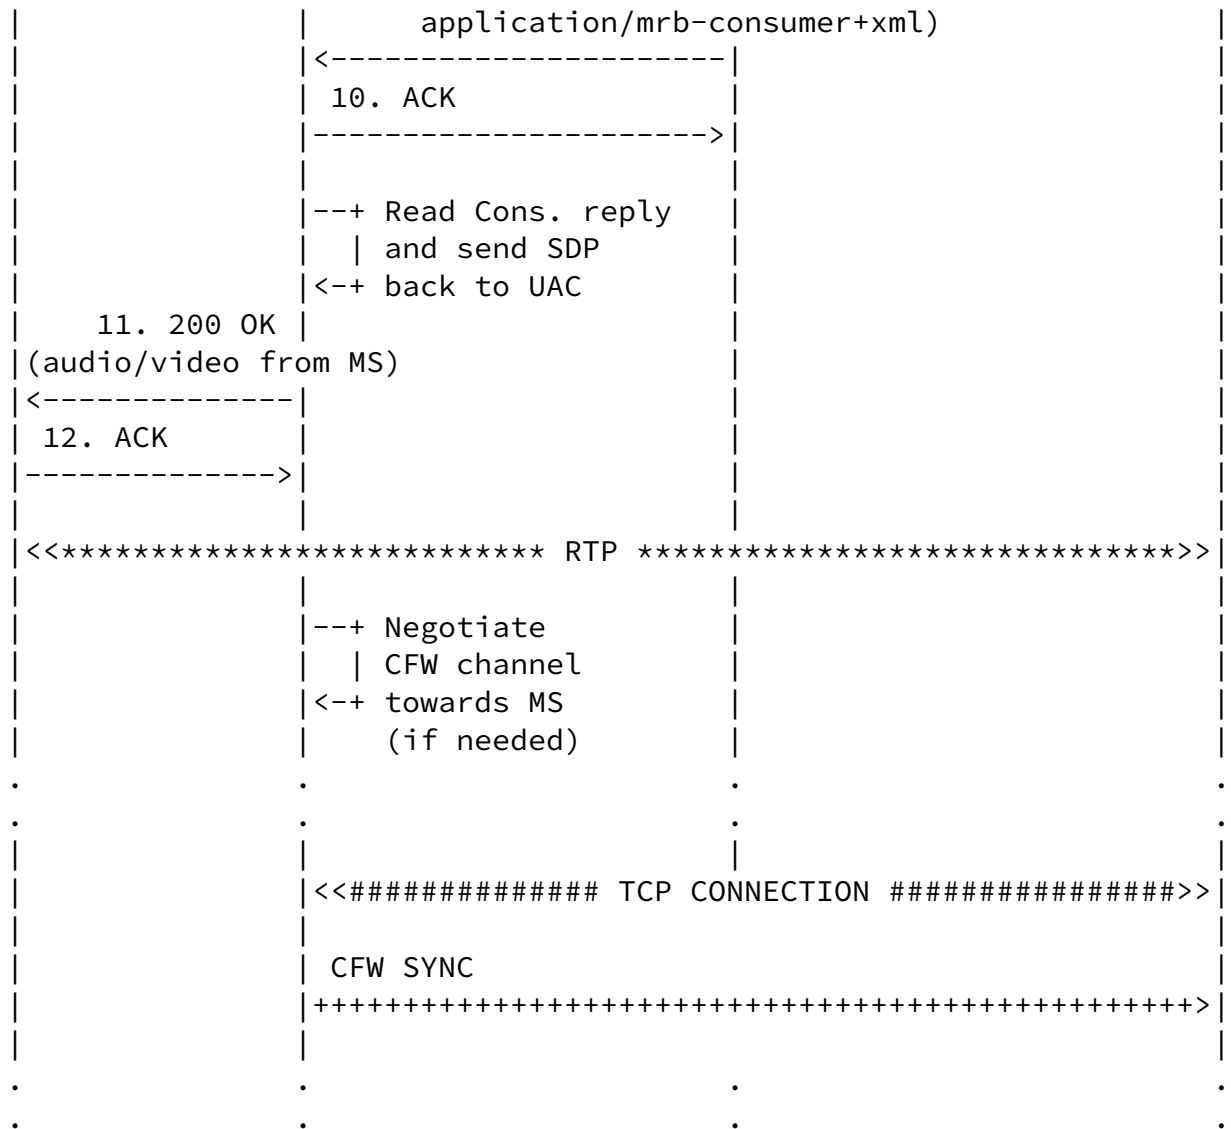 |               |      application/mrb-consumer+xml)               |
|               |<----------------------|                          |
|               | 10. ACK               |                          |
|               |---------------------->|                          |
|               |                       |                          |
|               |--+ Read Cons. reply   |                          |
|               |  | and send SDP       |                          |
|               |<-+ back to UAC        |                          |
|    11. 200 OK |                       |                          |
|(audio/video from MS)                  |                          |
|<--------------|                       |                          |
| 12. ACK       |                       |                          |
|-------------->|                       |                          |
|               |                       |                          |
|<<*************************** RTP ******************************>>|
|               |                       |                          |
|               |--+ Negotiate          |                          |
|               |  | CFW channel        |                          |
|               |<-+ towards MS         |                          |
|               |    (if needed)        |                          |
.               .                       .                          .
.               .                       .                          .
|               |                       |                          |
|               |<<############## TCP CONNECTION ################>>|
|               |                                                  |
|               | CFW SYNC                                         |
|               |+++++++++++++++++++++++++++++++++++++++++++++++++>|
|               |                                                  |
.               .                       .                          .
.               .                       .                          .